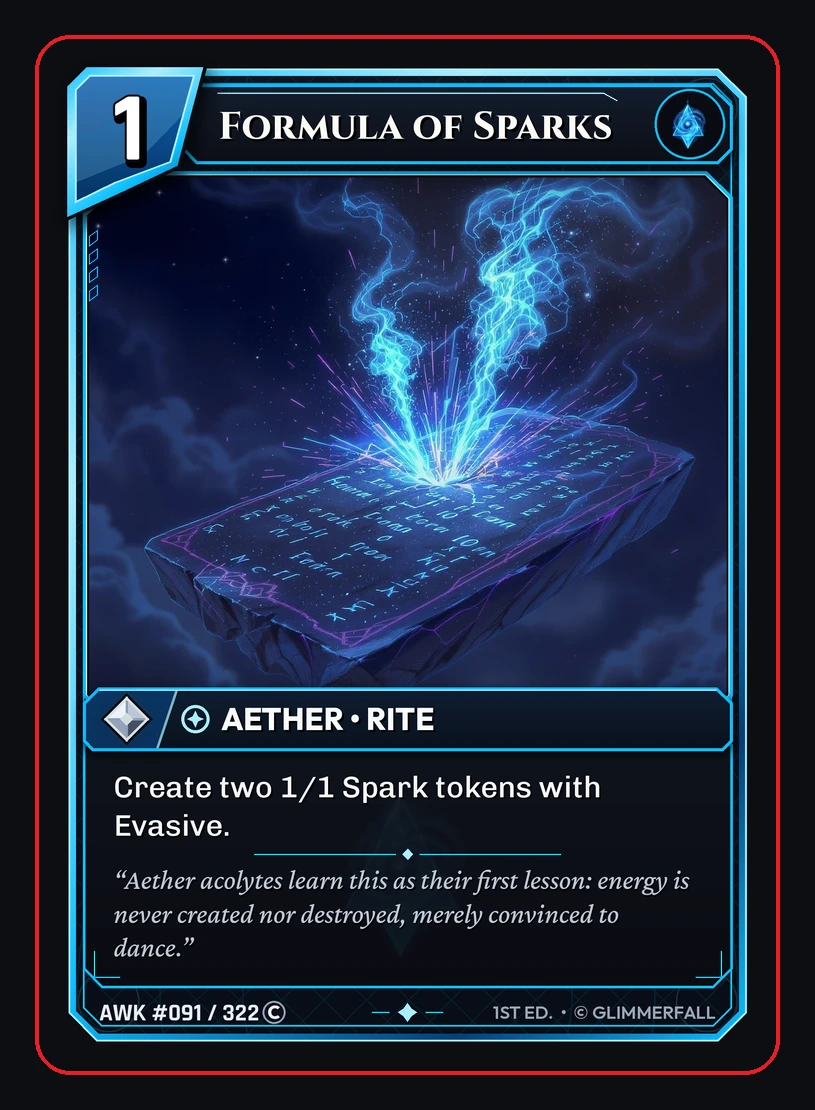 1
FORMULA OF SPARKS
AETHER • RITE
Create two 1/1 Spark tokens with
Evasive.
“Aether acolytes learn this as their first lesson: energy is
never created nor destroyed, merely convinced to
dance.”
AWK #091 / 322 Ⓒ
1ST ED. • © GLIMMERFALL